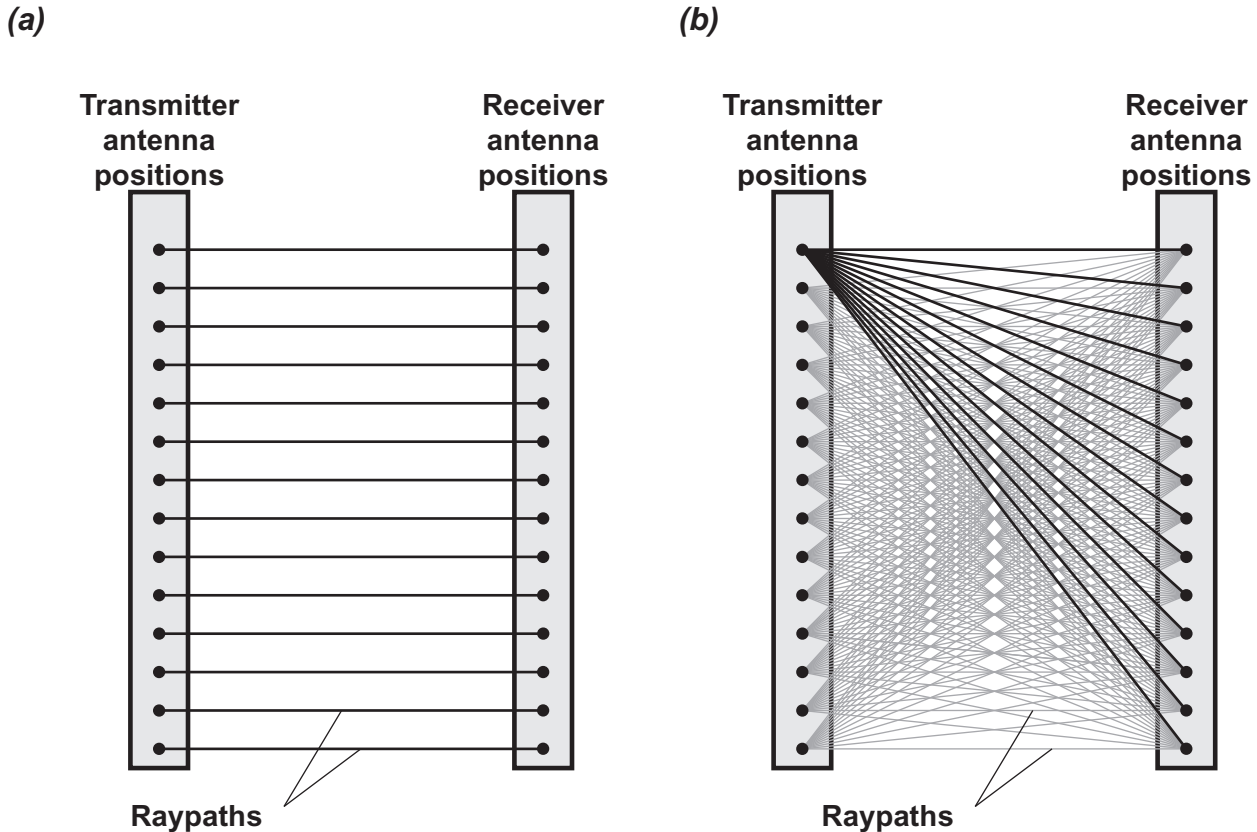 (a)
Transmitter
antenna
positions
Receiver
antenna
positions
Raypaths
(b)
Transmitter
antenna
positions
Receiver
antenna
positions
Raypaths